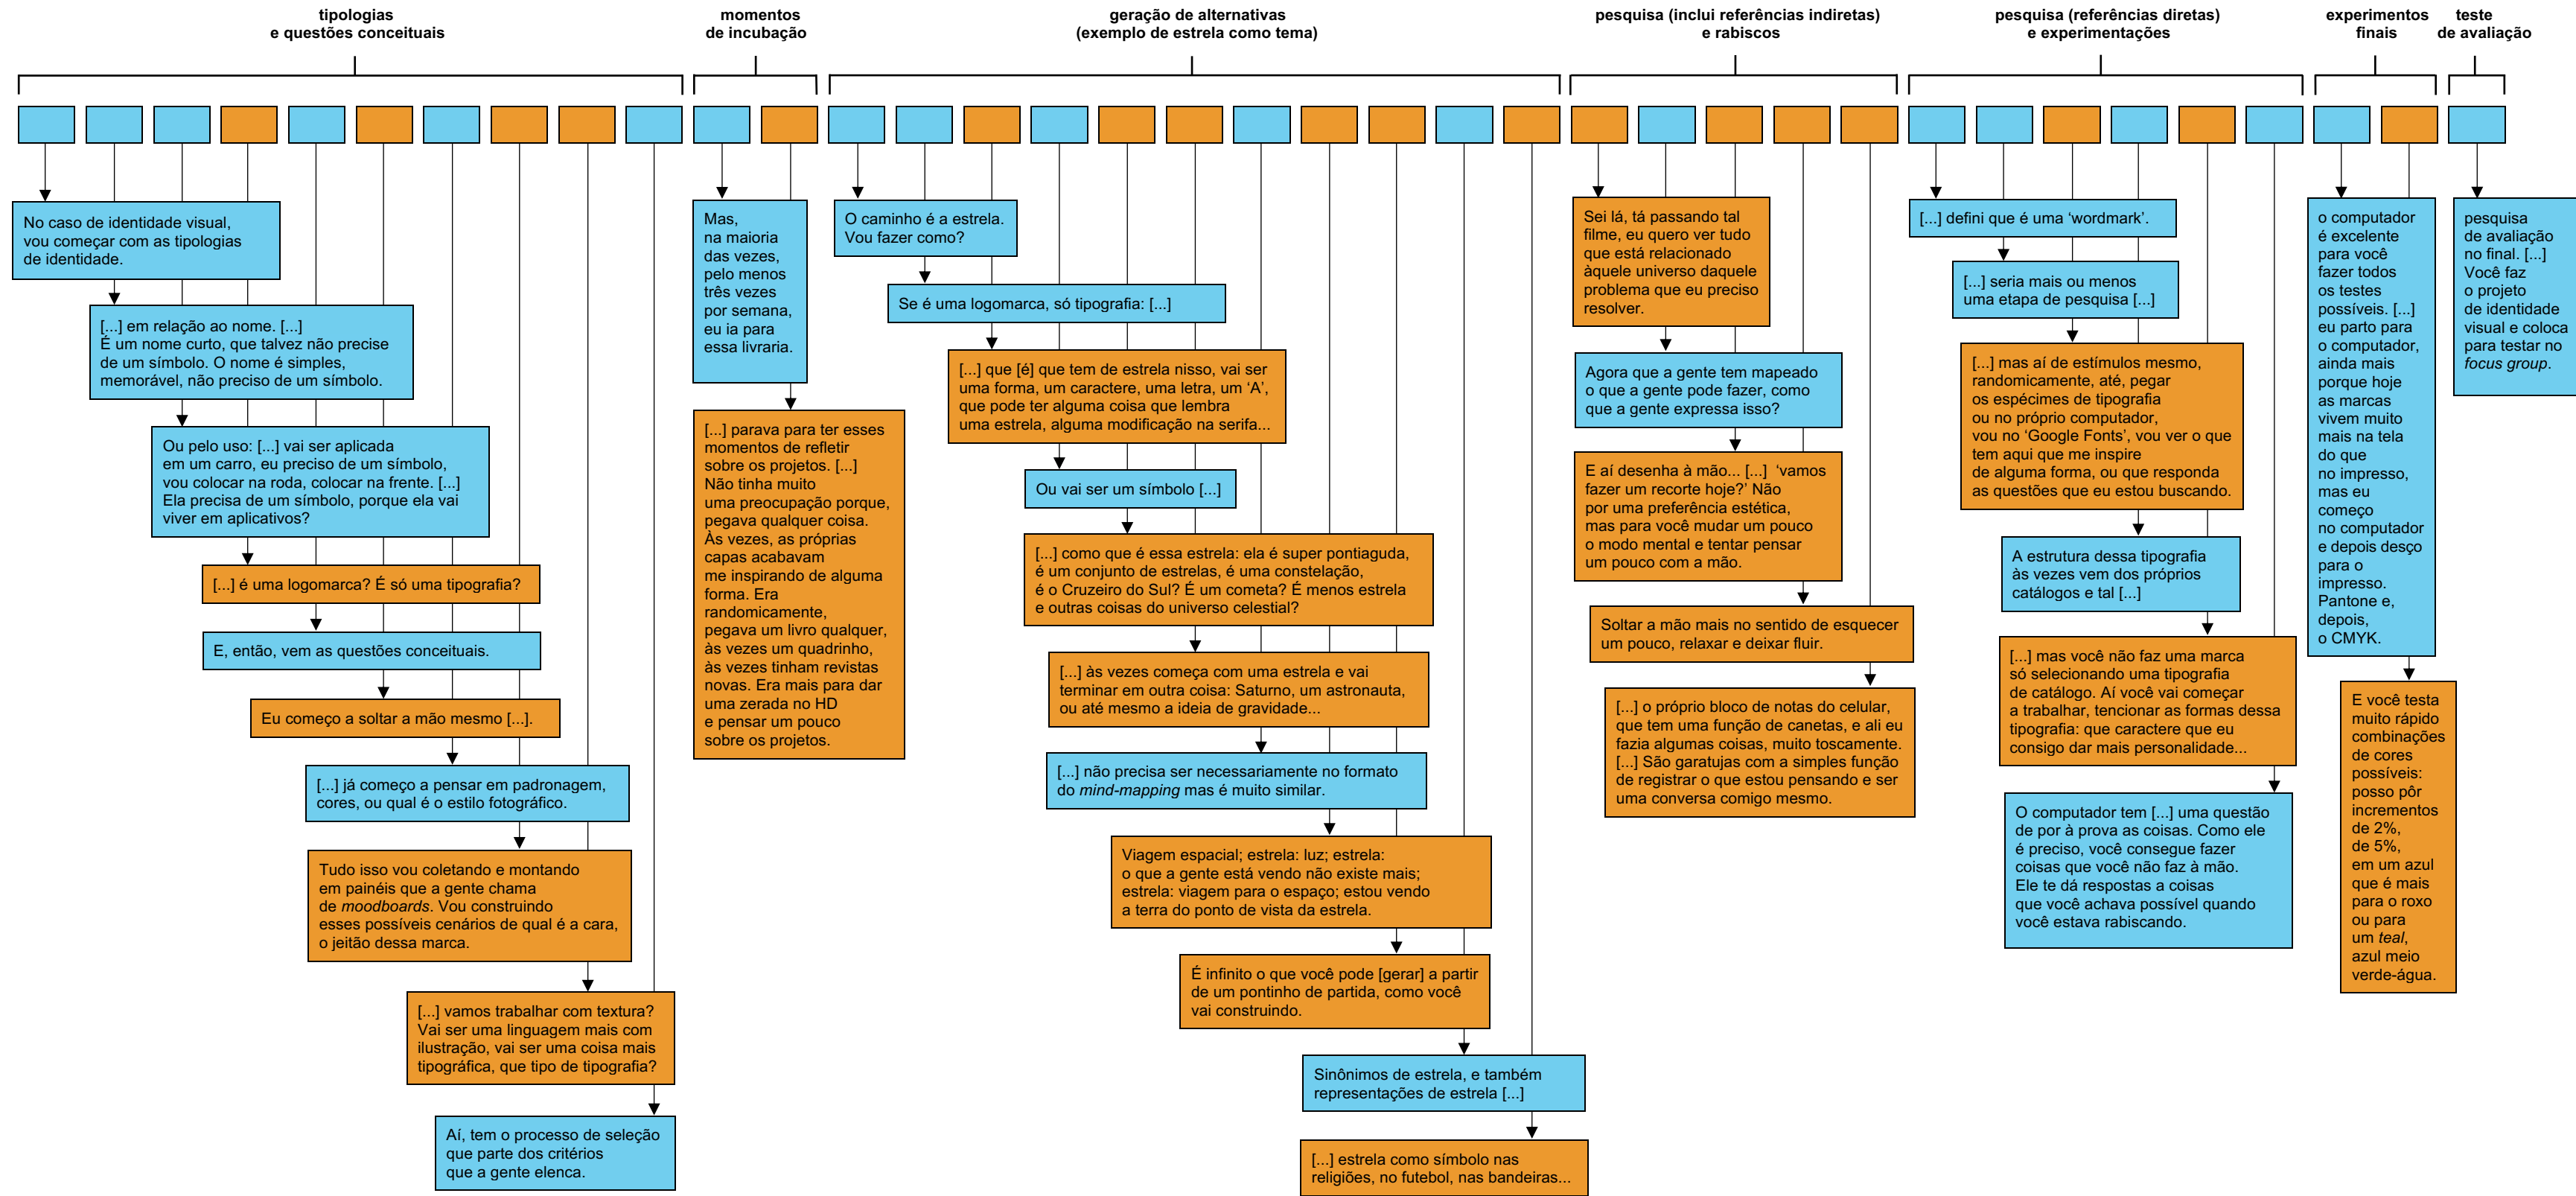 tipologias
e questões conceituais
momentos
de incubação
geração de alternativas
(exemplo de estrela como tema)
pesquisa (inclui referências indiretas)
e rabiscos
pesquisa (referências diretas)
e experimentações
experimentos
finais
teste
de avaliação
No caso de identidade visual,
vou começar com as tipologias
de identidade.
[...] em relação ao nome. [...]
É um nome curto, que talvez não precise
de um símbolo. O nome é simples,
memorável, não preciso de um símbolo.
Ou pelo uso: [...] vai ser aplicada
em um carro, eu preciso de um símbolo,
vou colocar na roda, colocar na frente. [...]
Ela precisa de um símbolo, porque ela vai
viver em aplicativos?
[...] é uma logomarca? É só uma tipografia?
E, então, vem as questões conceituais.
Eu começo a soltar a mão mesmo [...].
[...] já começo a pensar em padronagem,
cores, ou qual é o estilo fotográfico.
Tudo isso vou coletando e montando
em painéis que a gente chama
de moodboards. Vou construindo
esses possíveis cenários de qual é a cara,
o jeitão dessa marca.
[...] vamos trabalhar com textura?
Vai ser uma linguagem mais com
ilustração, vai ser uma coisa mais
tipográfica, que tipo de tipografia?
Aí, tem o processo de seleção
que parte dos critérios
que a gente elenca.
Mas,
na maioria
das vezes,
pelo menos
três vezes
por semana,
eu ia para
essa livraria.
[...] parava para ter esses
momentos de refletir
sobre os projetos. [...]
Não tinha muito
uma preocupação porque,
pegava qualquer coisa.
Às vezes, as próprias
capas acabavam
me inspirando de alguma
forma. Era
randomicamente,
pegava um livro qualquer,
às vezes um quadrinho,
às vezes tinham revistas
novas. Era mais para dar
uma zerada no HD
e pensar um pouco
sobre os projetos.
O caminho é a estrela.
Vou fazer como?
Se é uma logomarca, só tipografia: [...]
[...] que [é] que tem de estrela nisso, vai ser
uma forma, um caractere, uma letra, um ‘A’,
que pode ter alguma coisa que lembra
uma estrela, alguma modificação na serifa...
Ou vai ser um símbolo [...]
[...] como que é essa estrela: ela é super pontiaguda,
é um conjunto de estrelas, é uma constelação,
é o Cruzeiro do Sul? É um cometa? É menos estrela
e outras coisas do universo celestial?
[...] às vezes começa com uma estrela e vai
terminar em outra coisa: Saturno, um astronauta,
ou até mesmo a ideia de gravidade...
[...] não precisa ser necessariamente no formato
do mind-mapping mas é muito similar.
Viagem espacial; estrela: luz; estrela:
o que a gente está vendo não existe mais;
estrela: viagem para o espaço; estou vendo
a terra do ponto de vista da estrela.
É infinito o que você pode [gerar] a partir
de um pontinho de partida, como você
vai construindo.
Sinônimos de estrela, e também
representações de estrela [...]
[...] estrela como símbolo nas
religiões, no futebol, nas bandeiras...
Sei lá, tá passando tal
filme, eu quero ver tudo
que está relacionado
àquele universo daquele
problema que eu preciso
resolver.
Agora que a gente tem mapeado
o que a gente pode fazer, como
que a gente expressa isso?
E aí desenha à mão... [...] ‘vamos
fazer um recorte hoje?’ Não
por uma preferência estética,
mas para você mudar um pouco
o modo mental e tentar pensar
um pouco com a mão.
Soltar a mão mais no sentido de esquecer
um pouco, relaxar e deixar fluir.
[...] o próprio bloco de notas do celular,
que tem uma função de canetas, e ali eu
fazia algumas coisas, muito toscamente.
[...] São garatujas com a simples função
de registrar o que estou pensando e ser
uma conversa comigo mesmo.
[...] defini que é uma ‘wordmark’.
[...] seria mais ou menos
uma etapa de pesquisa [...]
[...] mas aí de estímulos mesmo,
randomicamente, até, pegar
os espécimes de tipografia
ou no próprio computador,
vou no ‘Google Fonts’, vou ver o que
tem aqui que me inspire
de alguma forma, ou que responda
as questões que eu estou buscando.
A estrutura dessa tipografia
às vezes vem dos próprios
catálogos e tal [...]
[...] mas você não faz uma marca
só selecionando uma tipografia
de catálogo. Aí você vai começar
a trabalhar, tencionar as formas dessa
tipografia: que caractere que eu
consigo dar mais personalidade...
O computador tem [...] uma questão
de por à prova as coisas. Como ele
é preciso, você consegue fazer
coisas que você não faz à mão.
Ele te dá respostas a coisas
que você achava possível quando
você estava rabiscando.
o computador
é excelente
para você
fazer todos
os testes
possíveis. [...]
eu parto para
o computador,
ainda mais
porque hoje
as marcas
vivem muito
mais na tela
do que
no impresso,
mas eu
começo
no computador
e depois desço
para o
impresso.
Pantone e,
depois,
o CMYK.
E você testa
muito rápido
combinações
de cores
possíveis:
posso pôr
incrementos
de 2%,
de 5%,
em um azul
que é mais
para o roxo
ou para
um teal,
azul meio
verde-água.
pesquisa
de avaliação
no final. [...]
Você faz
o projeto
de identidade
visual e coloca
para testar no
focus group.